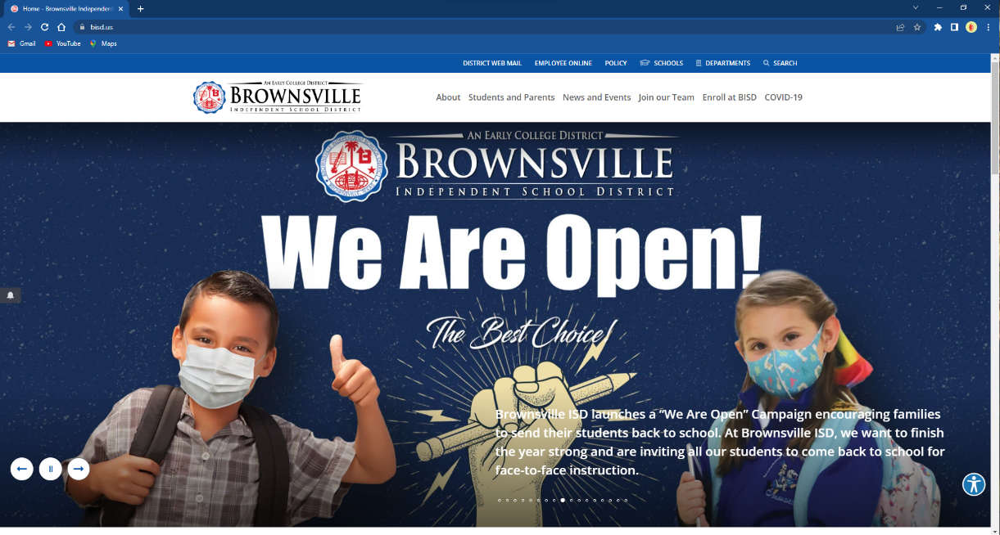 Home - Brownsville Independent
bisd.us
Gmail YouTube Maps
DISTRICT WEB MAIL EMPLOYEE ONLINE POLICY SCHOOLS DEPARTMENTS SEARCH
AN EARLY COLLEGE DISTRICT
BROWNSVILLE
INDEPENDENT SCHOOL DISTRICT
About Students and Parents News and Events Join our Team Enroll at BISD COVID-19
AN EARLY COLLEGE DISTRICT
BROWNSVILLE
INDEPENDENT SCHOOL DISTRICT
We Are Open!
The Best Choice!
Brownsville ISD launches a “We Are Open” Campaign encouraging families
to send their students back to school. At Brownsville ISD, we want to finish
the year strong and are inviting all our students to come back to school for
face-to-face instruction.